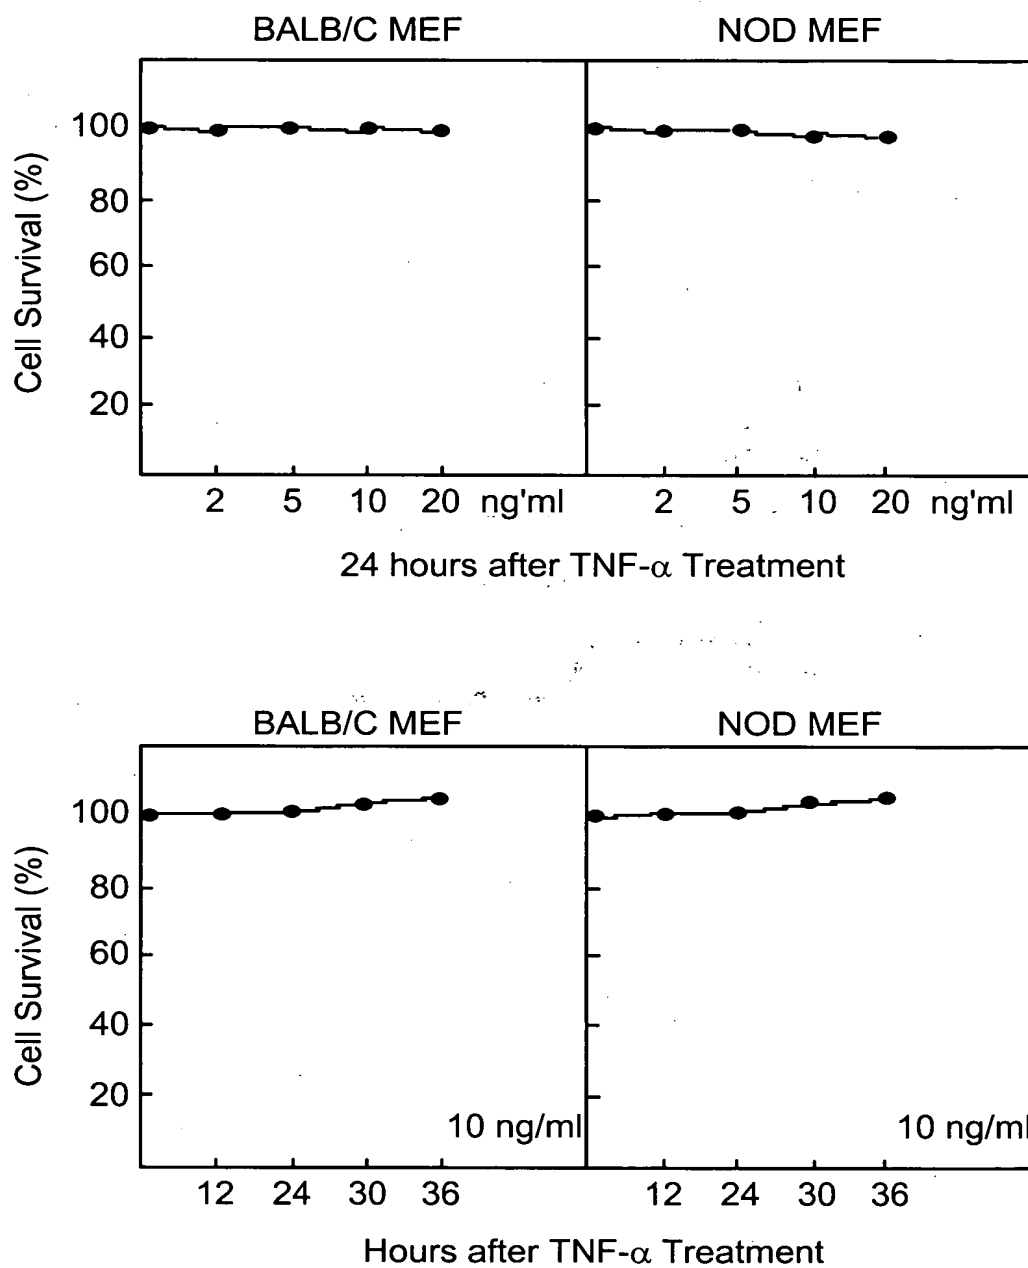 BALB/C MEF NOD MEF
Cell Survival (%)
100
80
60
40
20
2 5 10 20 ng'ml 2 5 10 20 ng'ml
24 hours after TNF-α Treatment
BALB/C MEF NOD MEF
Cell Survival (%)
100
80
60
40
20
10 ng/ml 10 ng/ml
12 24 30 36 12 24 30 36
Hours after TNF-α Treatment